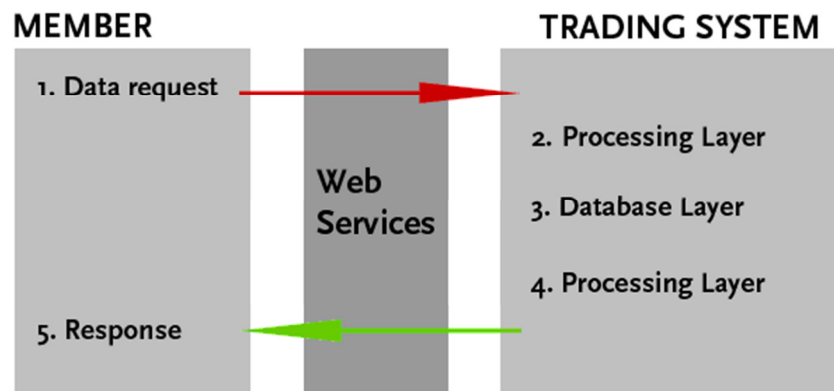 MEMBER
TRADING SYSTEM
1. Data request
2. Processing Layer
Web
Services
3. Database Layer
4. Processing Layer
5. Response